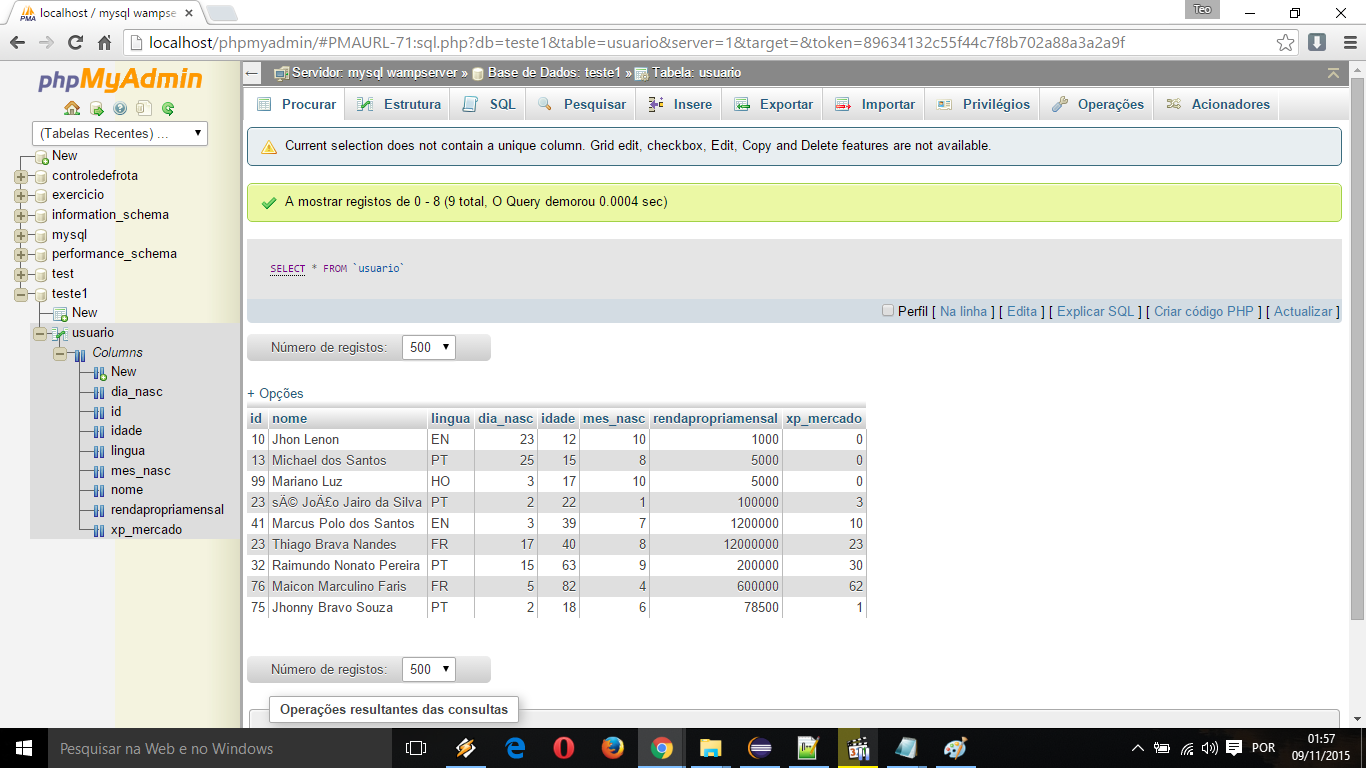 localhost / mysql wampse
Teo
localhost/phpmyadmin/#PMAURL-71:sql.php?db=teste1&table=usuario&server=1&target=&token=89634132c55f44c7f8b702a88a3a2a9f
phpMyAdmin
(Tabelas Recentes) ...
New
controledefrota
exercicio
information_schema
mysql
performance_schema
test
teste1
New
usuario
Columns
New
dia_nasc
id
idade
lingua
mes_nasc
nome
rendapropriamensal
xp_mercado
Servidor: mysql wampserver » Base de Dados: teste1 » Tabela: usuario
Procurar Estrutura SQL Pesquisar Insere Exportar Importar Privilégios Operações Acionadores
Current selection does not contain a unique column. Grid edit, checkbox, Edit, Copy and Delete features are not available.
A mostrar registos de 0 - 8 (9 total, O Query demorou 0.0004 sec)
SELECT * FROM `usuario`
Perfil [ Na linha ] [ Edita ] [ Explicar SQL ] [ Criar código PHP ] [ Actualizar ]
Número de registos: 500
+ Opções
id nome lingua dia_nasc idade mes_nasc rendapropriamensal xp_mercado
10 Jhon Lenon EN 23 12 10 1000 0
13 Michael dos Santos PT 25 15 8 5000 0
99 Mariano Luz HO 3 17 10 5000 0
23 sÄ© JoÄ£o Jairo da Silva PT 2 22 1 100000 3
41 Marcus Polo dos Santos EN 3 39 7 1200000 10
23 Thiago Brava Nandes FR 17 40 8 12000000 23
32 Raimundo Nonato Pereira PT 15 63 9 200000 30
76 Maicon Marculino Faris FR 5 82 4 600000 62
75 Jhonny Bravo Souza PT 2 18 6 78500 1
Número de registos: 500
Operações resultantes das consultas
Pesquisar na Web e no Windows
POR
01:57
09/11/2015